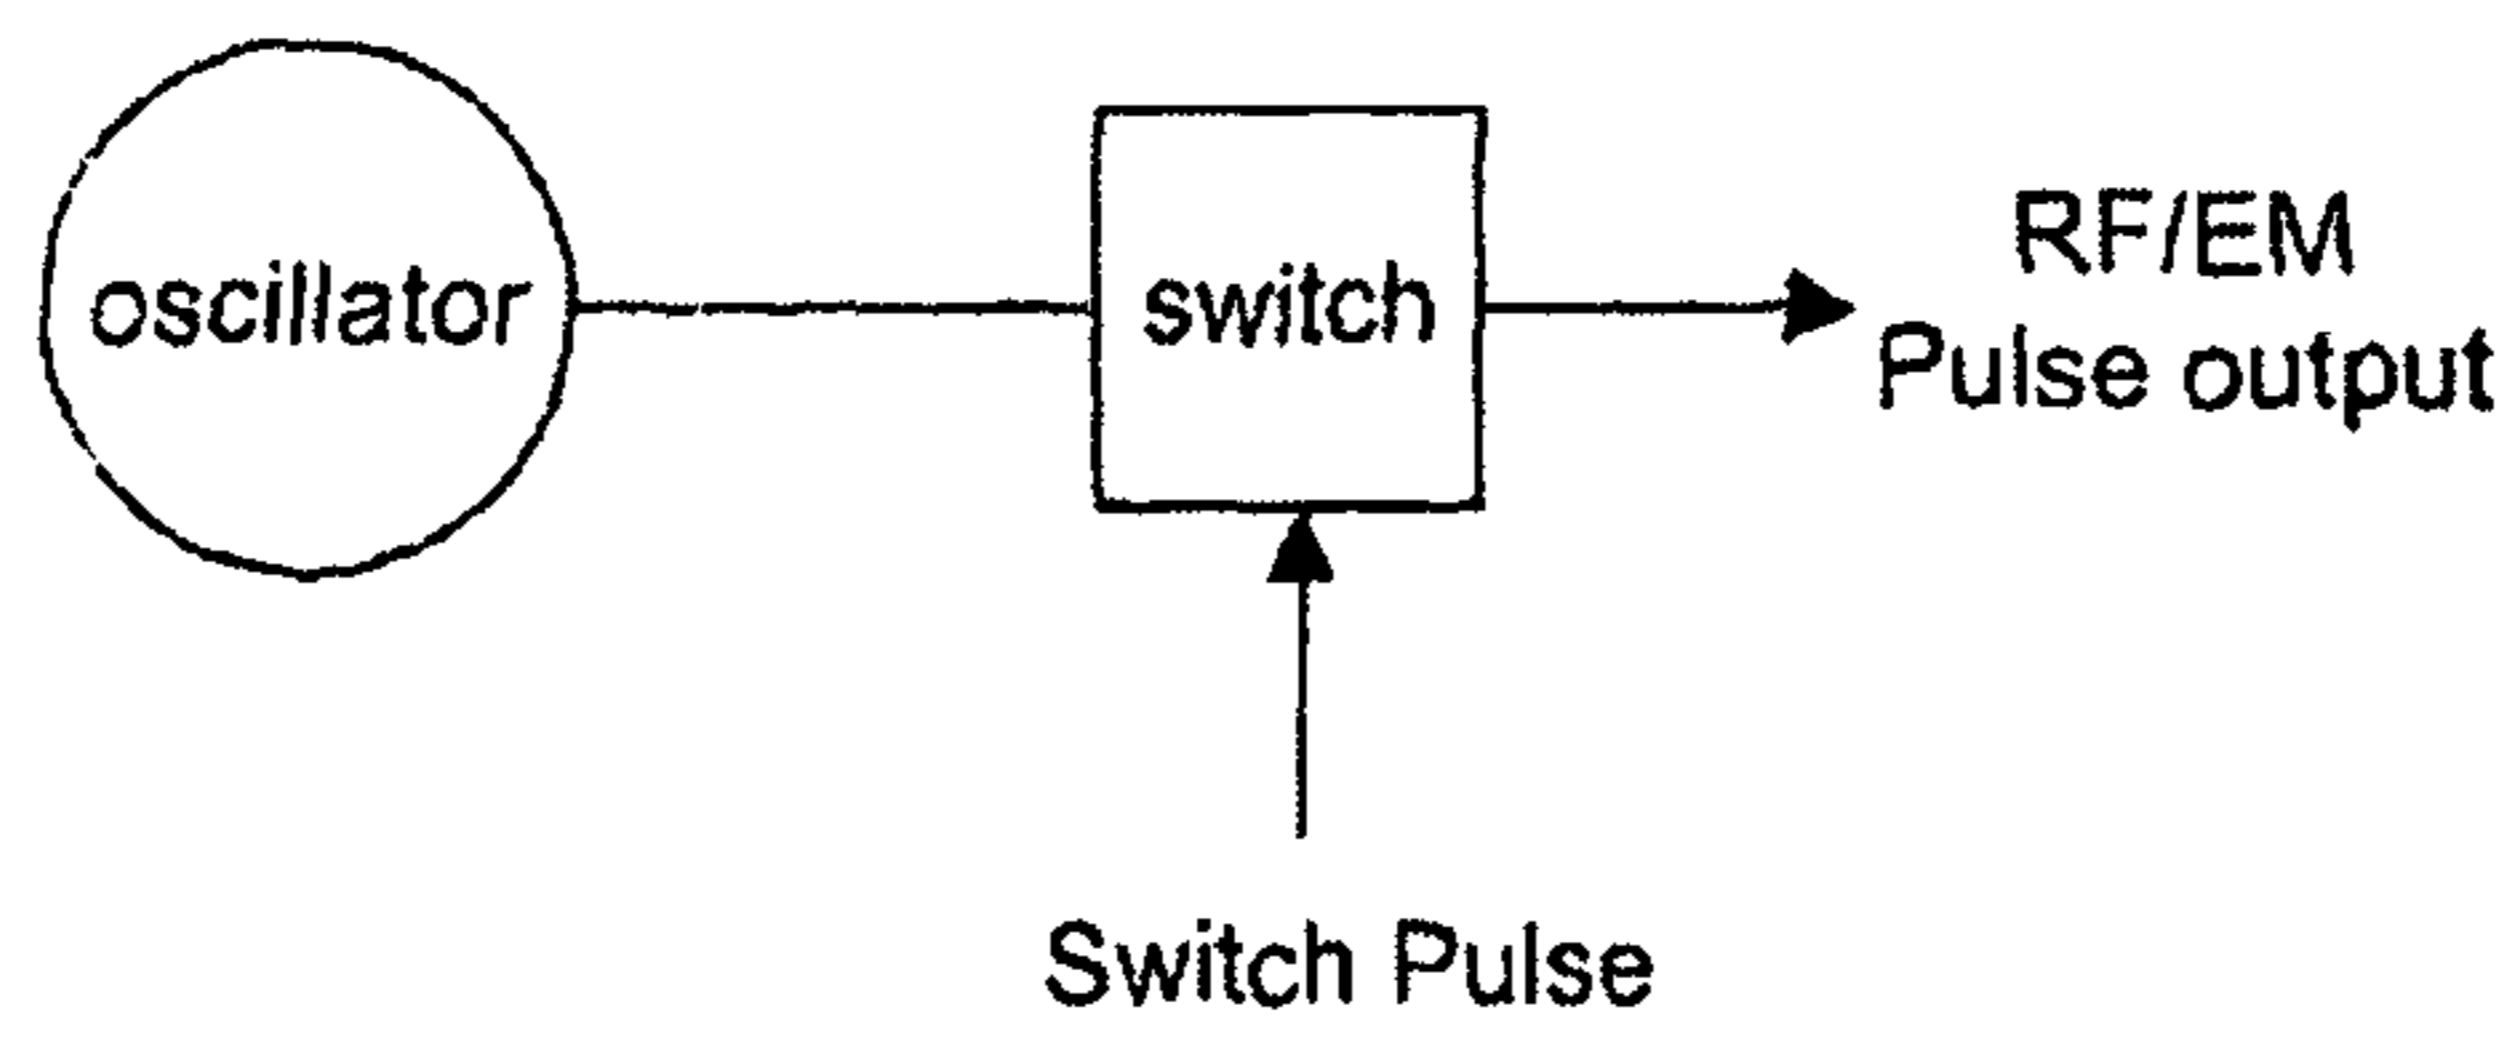 oscillator
switch
RF/EM
Pulse output
Switch Pulse